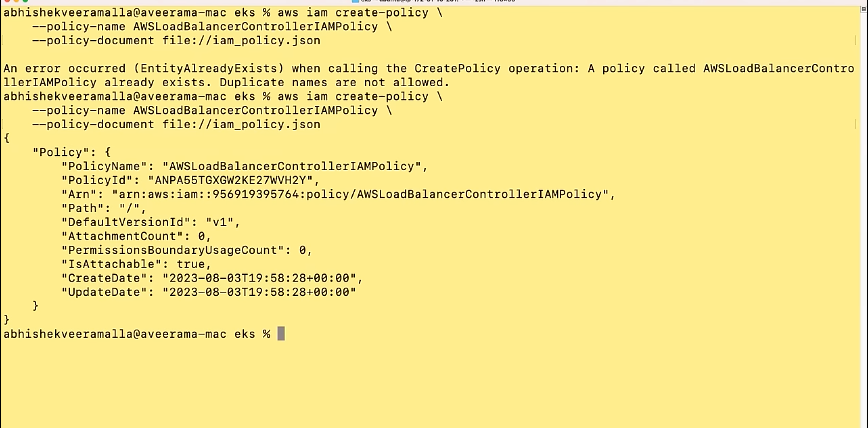 abhishekveeramalla@aveerama-mac eks % aws iam create-policy \
    --policy-name AWSLoadBalancerControllerIAMPolicy \
    --policy-document file://iam_policy.json
An error occurred (EntityAlreadyExists) when calling the CreatePolicy operation: A policy called AWSLoadBalancerContro
llerIAMPolicy already exists. Duplicate names are not allowed.
abhishekveeramalla@aveerama-mac eks % aws iam create-policy \
    --policy-name AWSLoadBalancerControllerIAMPolicy \
    --policy-document file://iam_policy.json
{
    "Policy": {
        "PolicyName": "AWSLoadBalancerControllerIAMPolicy",
        "PolicyId": "ANPA55TGXGW2KE27WVH2Y",
        "Arn": "arn:aws:iam::956919395764:policy/AWSLoadBalancerControllerIAMPolicy",
        "Path": "/",
        "DefaultVersionId": "v1",
        "AttachmentCount": 0,
        "PermissionsBoundaryUsageCount": 0,
        "IsAttachable": true,
        "CreateDate": "2023-08-03T19:58:28+00:00",
        "UpdateDate": "2023-08-03T19:58:28+00:00"
    }
}
abhishekveeramalla@aveerama-mac eks %